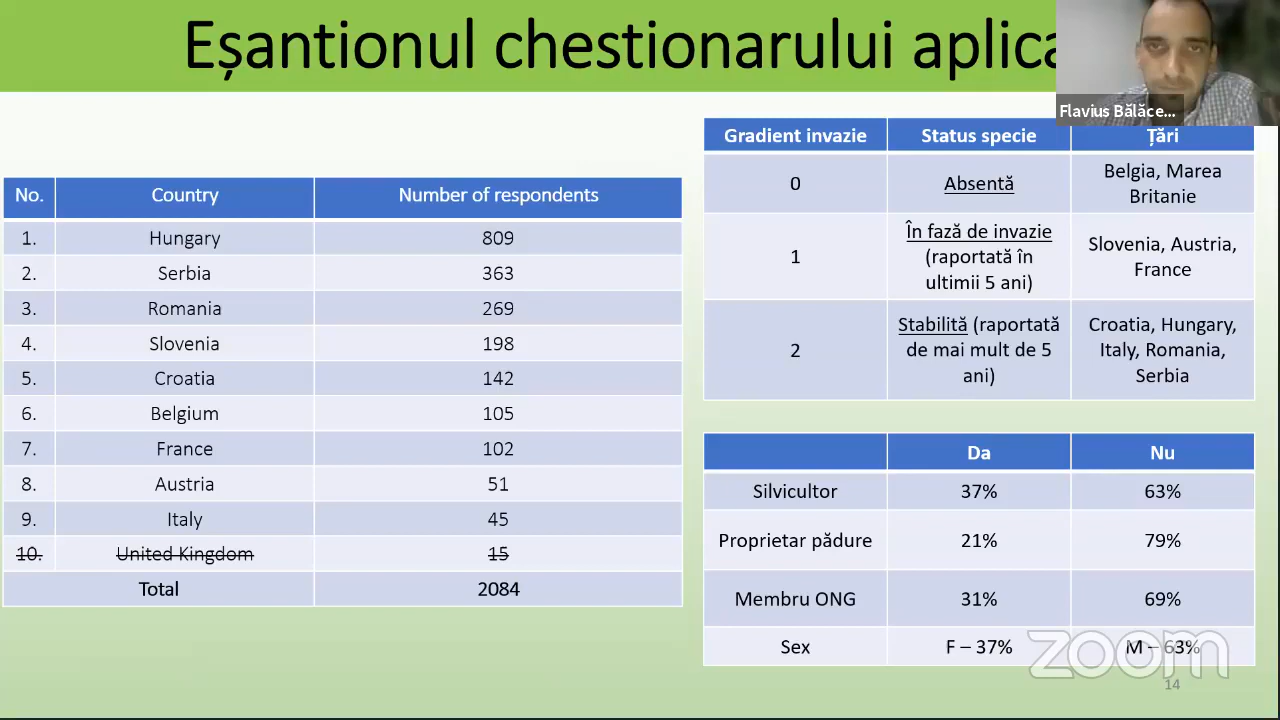 Eșantionul chestionarului aplica
Flavius Bălăce...
No. Country Number of respondents
1. Hungary 809
2. Serbia 363
3. Romania 269
4. Slovenia 198
5. Croatia 142
6. Belgium 105
7. France 102
8. Austria 51
9. Italy 45
10. United Kingdom 15
Total 2084
Gradient invazie Status specie Țări
0 Absentă Belgia, Marea
Britanie
1 În fază de invazie
(raportată în
ultimii 5 ani)
Slovenia, Austria,
France
2 Stabilită (raportată
de mai mult de 5
ani)
Croatia, Hungary,
Italy, Romania,
Serbia
Da Nu
Silvicultor 37% 63%
Proprietar pădure 21% 79%
Membru ONG 31% 69%
Sex F – 37% M – 63%
zoom
14